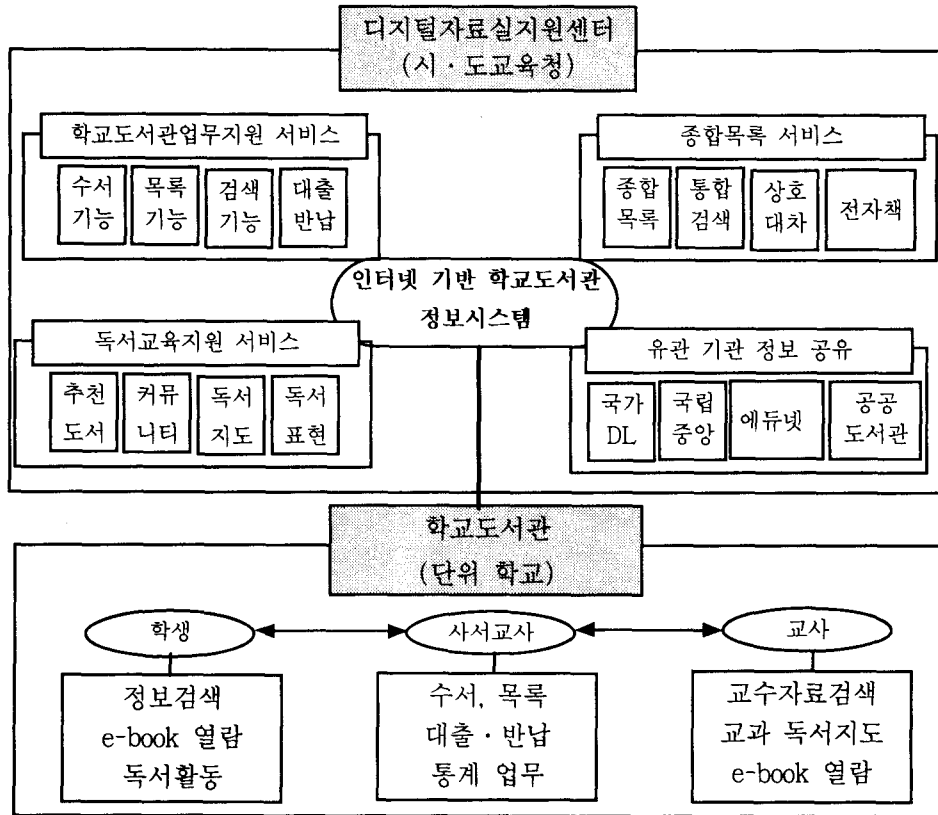 디지털자료실지원센터
(시 · 도교육청)
학교도서관업무지원 서비스
수서
기능
목록
기능
검색
기능
대출
반납
종합목록 서비스
종합
목록
통합
검색
상호
대차
전자책
인터넷 기반 학교도서관
정보시스템
독서교육지원 서비스
추천
도서
커뮤
니티
독서
지도
독서
표현
유관 기관 정보 공유
국가
DL
국립
중앙
에듀넷
공공
도서관
학교도서관
(단위 학교)
학생
사서교사
교사
정보검색
e-book 열람
독서활동
수서, 목록
대출 · 반납
통계 업무
교수자료검색
교과 독서지도
e-book 열람